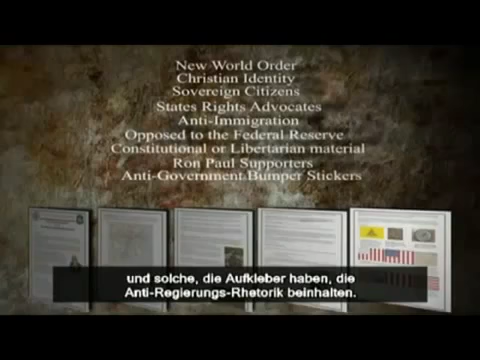 New World Order
Christian Identity
Sovereign Citizens
States Rights Advocates
Anti-Immigration
Opposed to the Federal Reserve
Constitutional or Libertarian material
Ron Paul Supporters
Anti-Government Bumper Stickers
und solche, die Aufkleber haben, die
Anti-Regierungs-Rhetorik beinhalten.